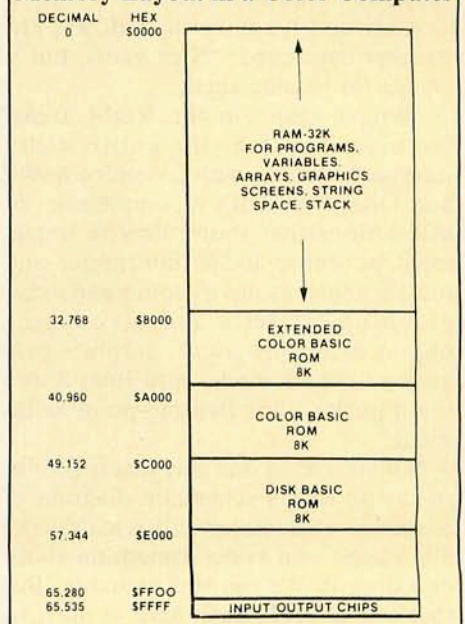 Memory Layout in a Color Computer
DECIMAL HEX
0 $0000
RAM-32K
FOR PROGRAMS,
VARIABLES,
ARRAYS, GRAPHICS
SCREENS, STRING
SPACE, STACK
32.768 $8000
EXTENDED
COLOR BASIC
ROM
8K
40.960 $A000
COLOR BASIC
ROM
8K
49.152 $C000
DISK BASIC
ROM
8K
57.344 $E000
65.280 $FF00
65.535 $FFFF INPUT OUTPUT CHIPS